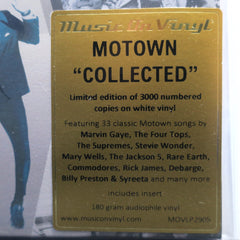 Music On Vinyl
MOTOWN
"COLLECTED"
Limited edition of 3000 numbered
copies on white vinyl
Featuring 33 classic Motown songs by
Marvin Gaye, The Four Tops,
The Supremes, Stevie Wonder,
Mary Wells, The Jackson 5, Rare Earth,
Commodores, Rick James, Debarge,
Billy Preston & Syreeta and many more
includes insert
180 gram audiophile vinyl
www.musiconvinyl.com MOVLP2905